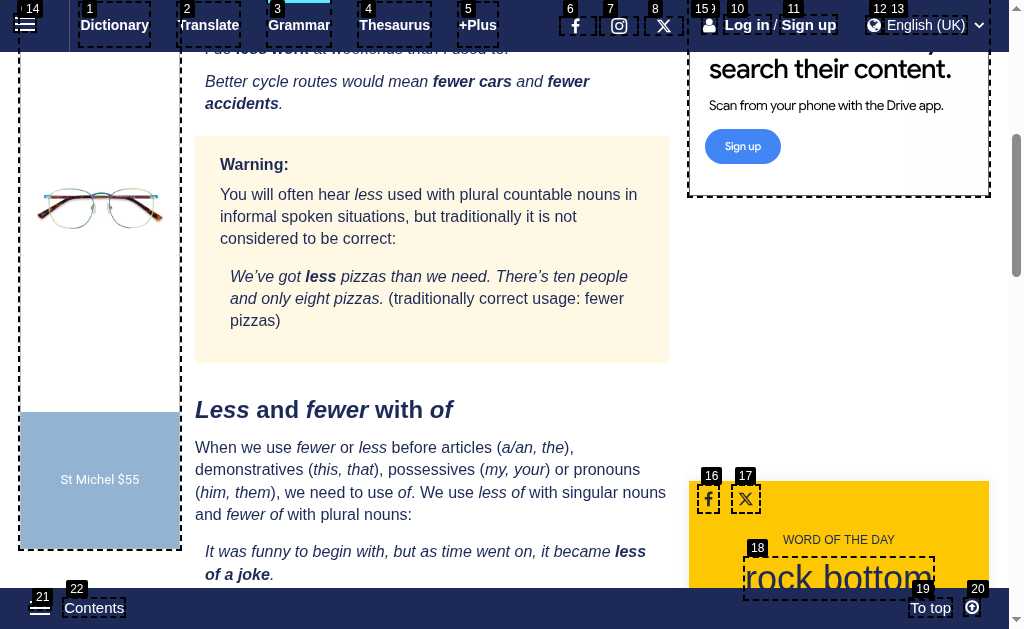 14 1 2 3 4 5 6 7 8 15 9 10 11 12 13
Dictionary Translate Grammar Thesaurus +Plus Log in / Sign up English (UK)
Better cycle routes would mean fewer cars and fewer
accidents.
Warning:
You will often hear less used with plural countable nouns in
informal spoken situations, but traditionally it is not
considered to be correct:
We’ve got less pizzas than we need. There’s ten people
and only eight pizzas. (traditionally correct usage: fewer
pizzas)
Less and fewer with of
When we use fewer or less before articles (a/an, the),
demonstratives (this, that), possessives (my, your) or pronouns
(him, them), we need to use of. We use less of with singular nouns
and fewer of with plural nouns:
It was funny to begin with, but as time went on, it became less
of a joke.
St Michel $55
search their content.
Scan from your phone with the Drive app.
Sign up
16 17
WORD OF THE DAY
18
rock bottom
21 22 19 20
Contents To top